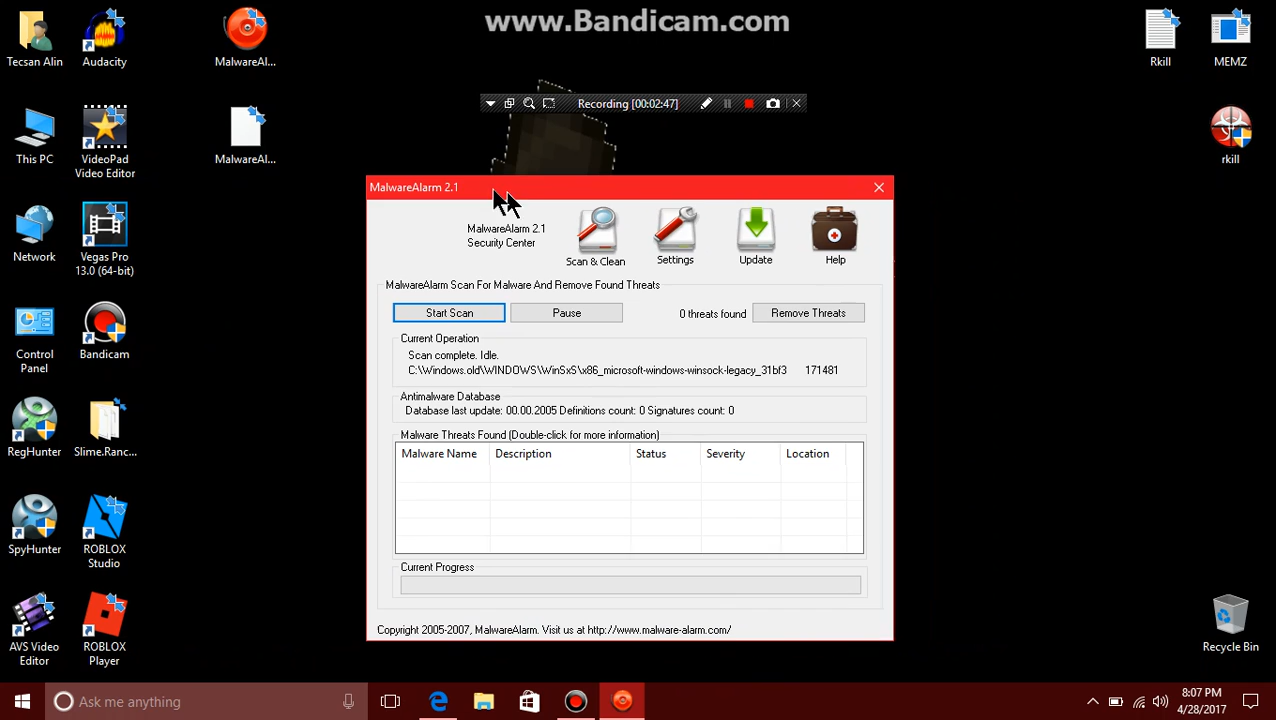 www.Bandicam.com
Tecsan Alin
Audacity
MalwareAl...
Rkill
MEMZ
Recording [00:02:47]
This PC
VideoPad
Video Editor
MalwareAl...
rkill
MalwareAlarm 2.1
MalwareAlarm 2.1
Security Center
Scan & Clean
Settings
Update
Help
Network
Vegas Pro
13.0 (64-bit)
MalwareAlarm Scan For Malware And Remove Found Threats
Start Scan
Pause
0 threats found
Remove Threats
Control
Panel
Bandicam
Current Operation
Scan complete. Idle.
C:\Windows.old\WINDOWS\WinSxS\x86_microsoft-windows-winsock-legacy_31bf3 171481
Antimalware Database
Database last update: 00.00.2005 Definitions count: 0 Signatures count: 0
Malware Threats Found (Double-click for more information)
Malware Name
Description
Status
Severity
Location
RegHunter
Slime.Ranc...
SpyHunter
ROBLOX
Studio
Current Progress
Copyright 2005-2007, MalwareAlarm. Visit us at http://www.malware-alarm.com/
AVS Video
Editor
ROBLOX
Player
Recycle Bin
Ask me anything
8:07 PM
4/28/2017